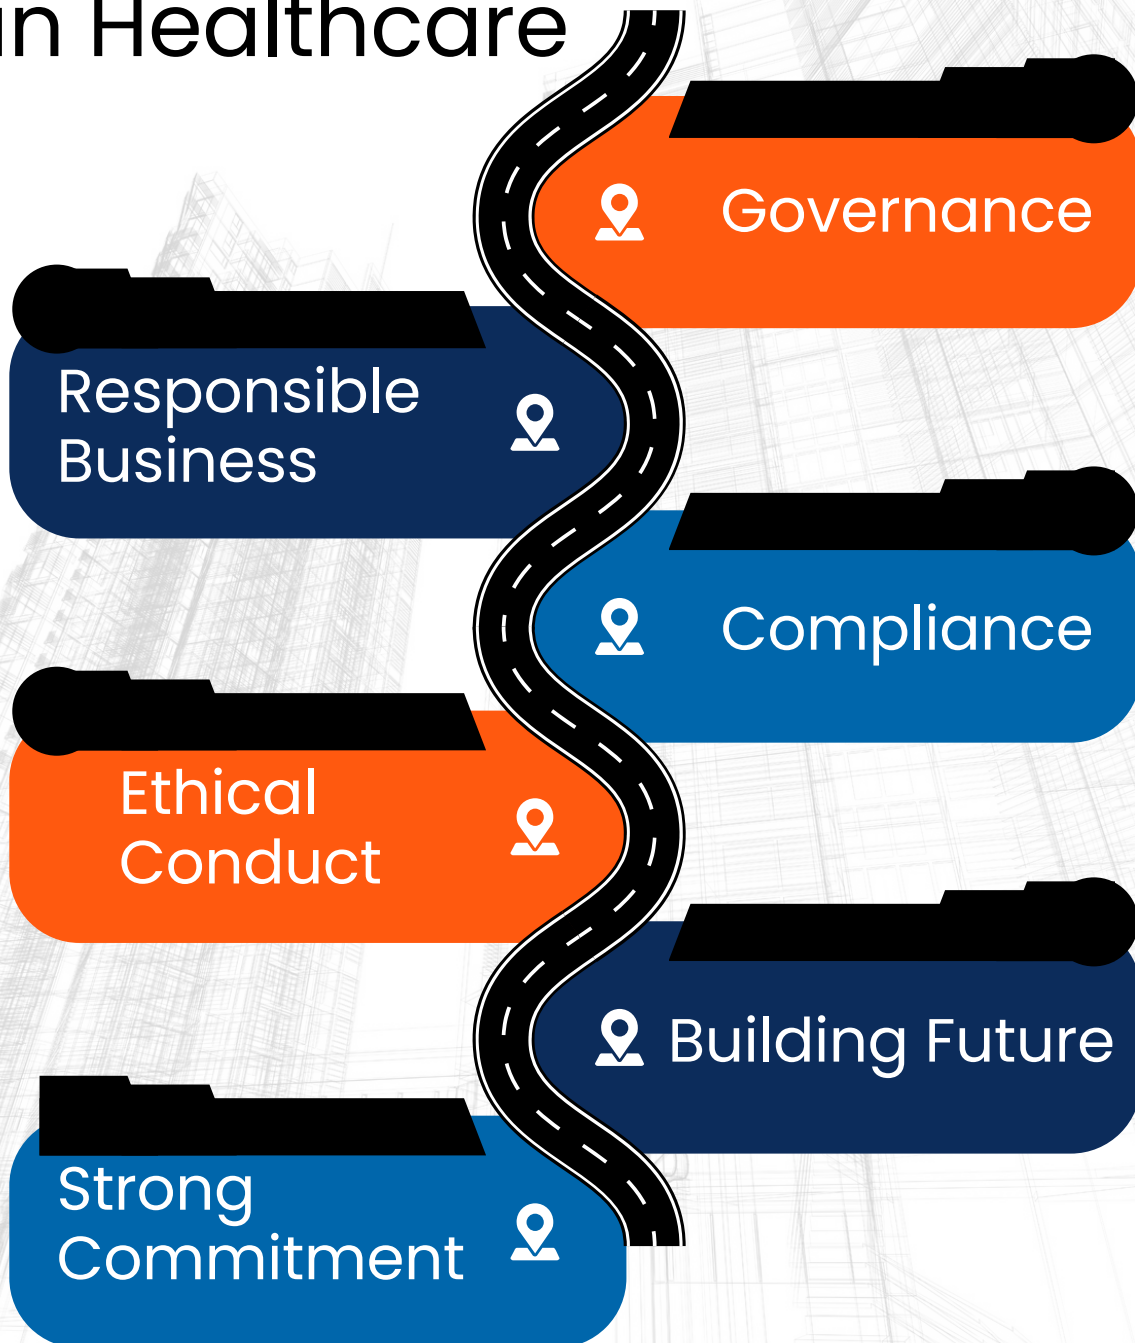 Healthcare
Governance
Responsible
Business
Compliance
Ethical
Conduct
Building Future
Strong
Commitment